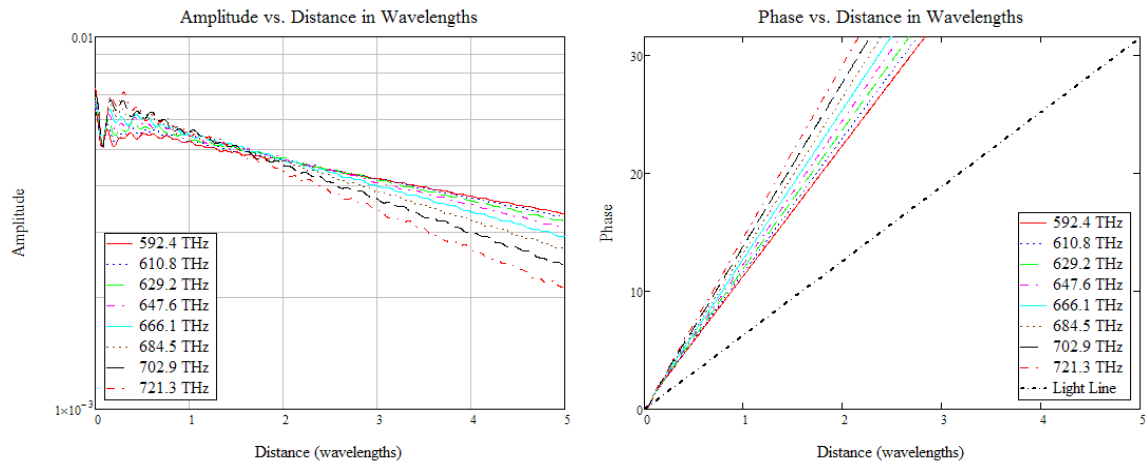 Amplitude vs. Distance in Wavelengths
0.01
Amplitude
592.4 THz
610.8 THz
629.2 THz
647.6 THz
666.1 THz
684.5 THz
702.9 THz
721.3 THz
1×10⁻³
0 1 2 3 4 5
Distance (wavelengths)
Phase vs. Distance in Wavelengths
30
20
Phase
10
0
592.4 THz
610.8 THz
629.2 THz
647.6 THz
666.1 THz
684.5 THz
702.9 THz
721.3 THz
Light Line
0 1 2 3 4 5
Distance (wavelengths)